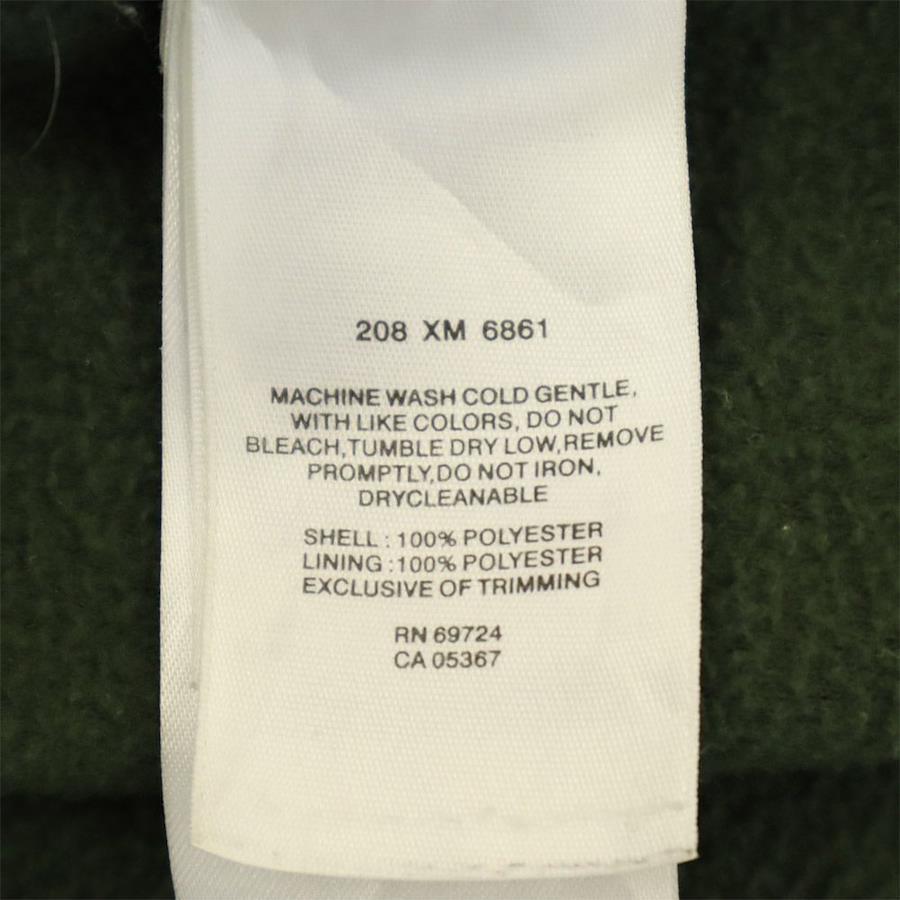 208 XM 6861
MACHINE WASH COLD GENTLE,
WITH LIKE COLORS, DO NOT
BLEACH,TUMBLE DRY LOW,REMOVE
PROMPTLY,DO NOT IRON,
DRYCLEANABLE
SHELL : 100% POLYESTER
LINING :100% POLYESTER
EXCLUSIVE OF TRIMMING
RN 69724
CA 05367